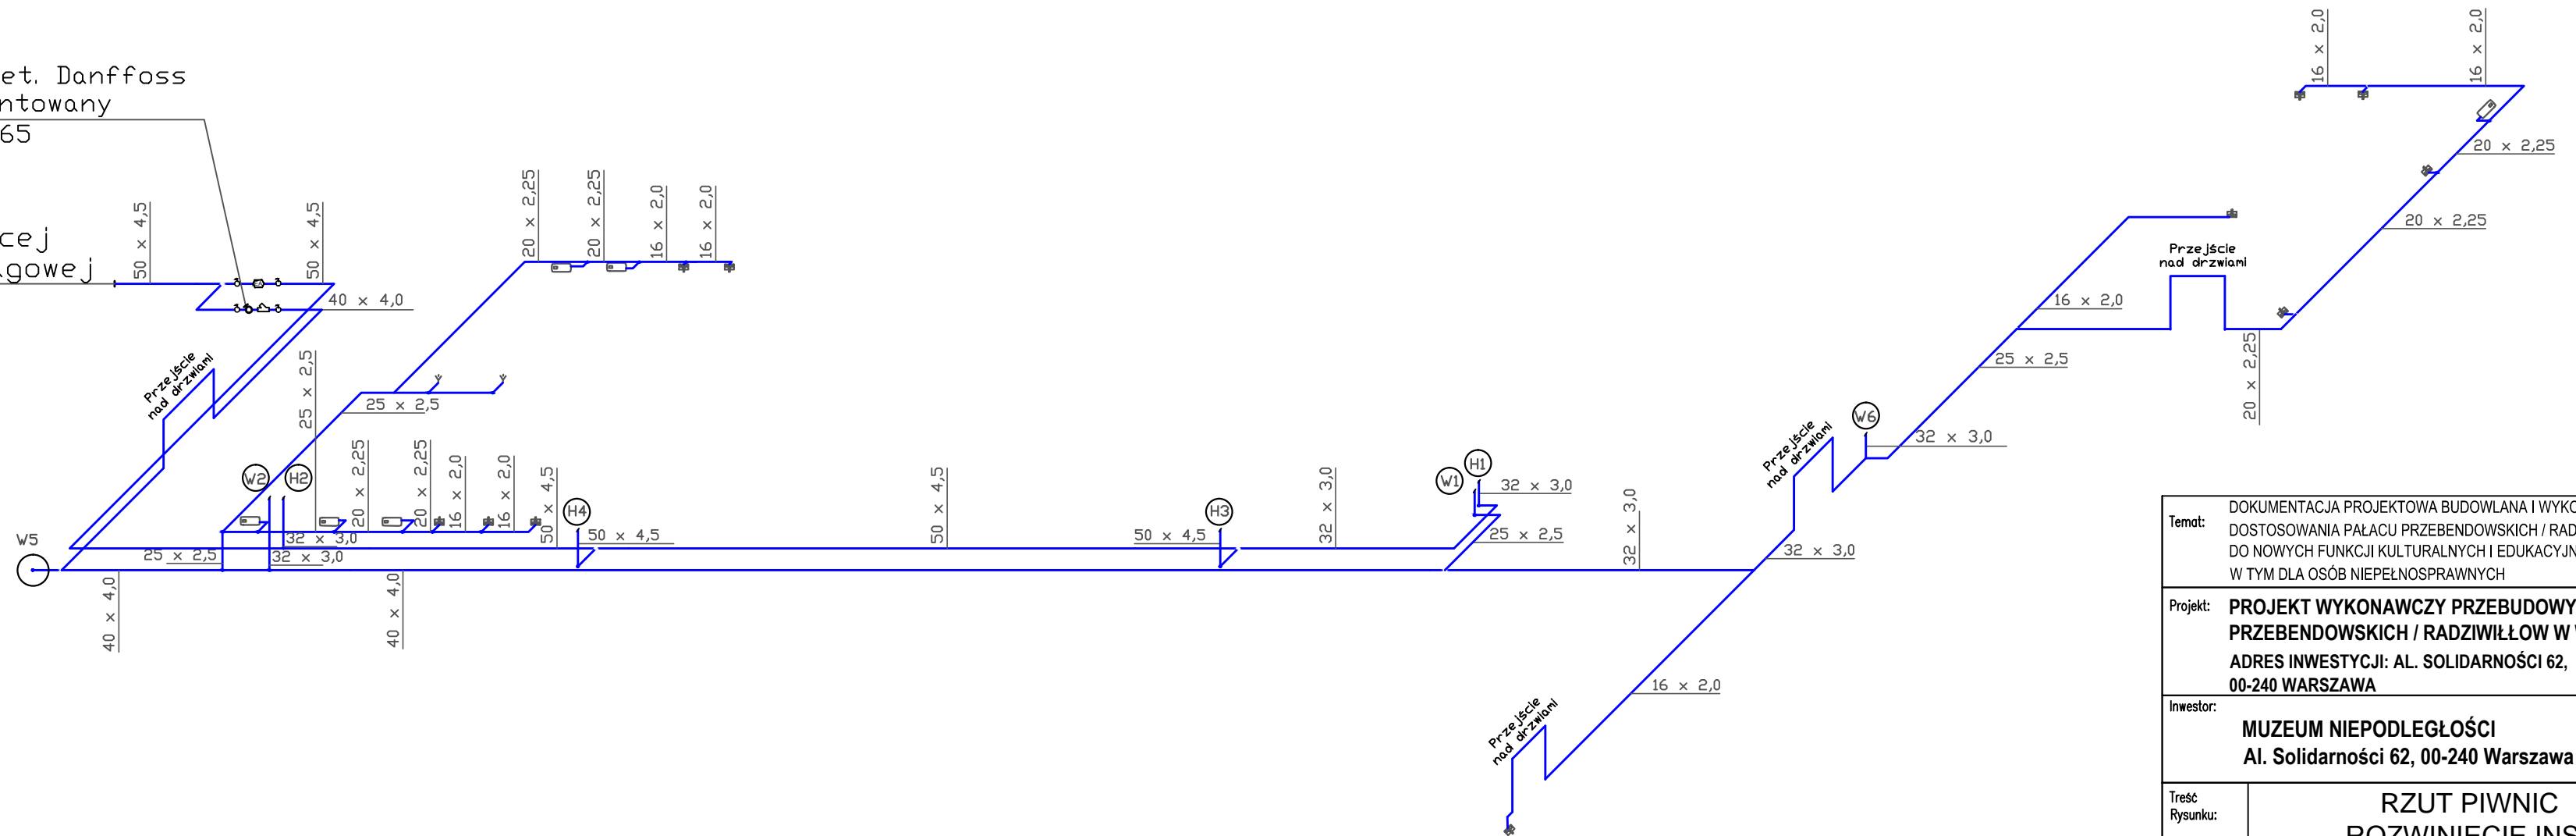 et. Danffoss
ntowany
65
cej
gowej
50 × 4,5
50 × 4,5
40 × 4,0
Przejście
nad drzwiami
25 × 2,5
25 × 2,5
20 × 2,25
20 × 2,25
16 × 2,0
16 × 2,0
W2
H2
20 × 2,25
20 × 2,25
16 × 2,0
16 × 2,0
50 × 4,5
H4
50 × 4,5
W5
25 × 2,5
32 × 3,0
32 × 3,0
40 × 4,0
40 × 4,0
50 × 4,5
50 × 4,5
H3
32 × 3,0
W1
H1
32 × 3,0
25 × 2,5
32 × 3,0
Przejście
nad drzwiami
W6
32 × 3,0
32 × 3,0
16 × 2,0
Przejście
nad drzwiami
25 × 2,5
16 × 2,0
Przejście
nad drzwiami
20 × 2,25
20 × 2,25
20 × 2,25
16 × 2,0
16 × 2,0
Temat:
DOKUMENTACJA PROJEKTOWA BUDOWLANA I WYKO
DOSTOSOWANIA PAŁACU PRZEBENDOWSKICH / RAD
DO NOWYCH FUNKCJI KULTURALNYCH I EDUKACYJN
W TYM DLA OSÓB NIEPEŁNOSPRAWNYCH
Projekt:
PROJEKT WYKONAWCZY PRZEBUDOWY
PRZEBENDOWSKICH / RADZIWIŁŁOW W
ADRES INWESTYCJI: AL. SOLIDARNOŚCI 62,
00-240 WARSZAWA
Inwestor:
MUZEUM NIEPODLEGŁOŚCI
Al. Solidarności 62, 00-240 Warszawa
Treść
Rysunku:
RZUT PIWNIC
ROZWINIĘCIE INS